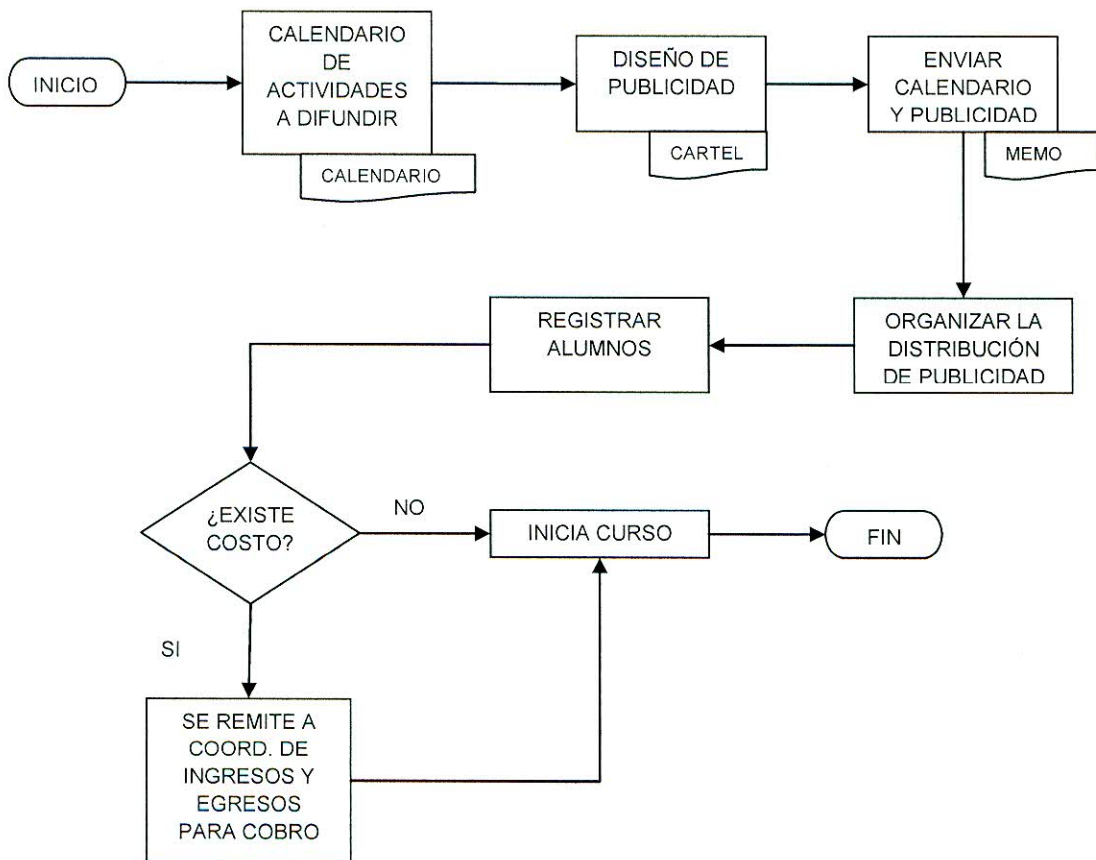 INICIO
CALENDARIO
DE
ACTIVIDADES
A DIFUNDIR
CALENDARIO
DISEÑO DE
PUBLICIDAD
CARTEL
ENVIAR
CALENDARIO
Y PUBLICIDAD
MEMO
ORGANIZAR LA
DISTRIBUCIÓN
DE PUBLICIDAD
REGISTRAR
ALUMNOS
¿EXISTE
COSTO?
NO
INICIA CURSO
FIN
SI
SE REMITE A
COORD. DE
INGRESOS Y
EGRESOS
PARA COBRO